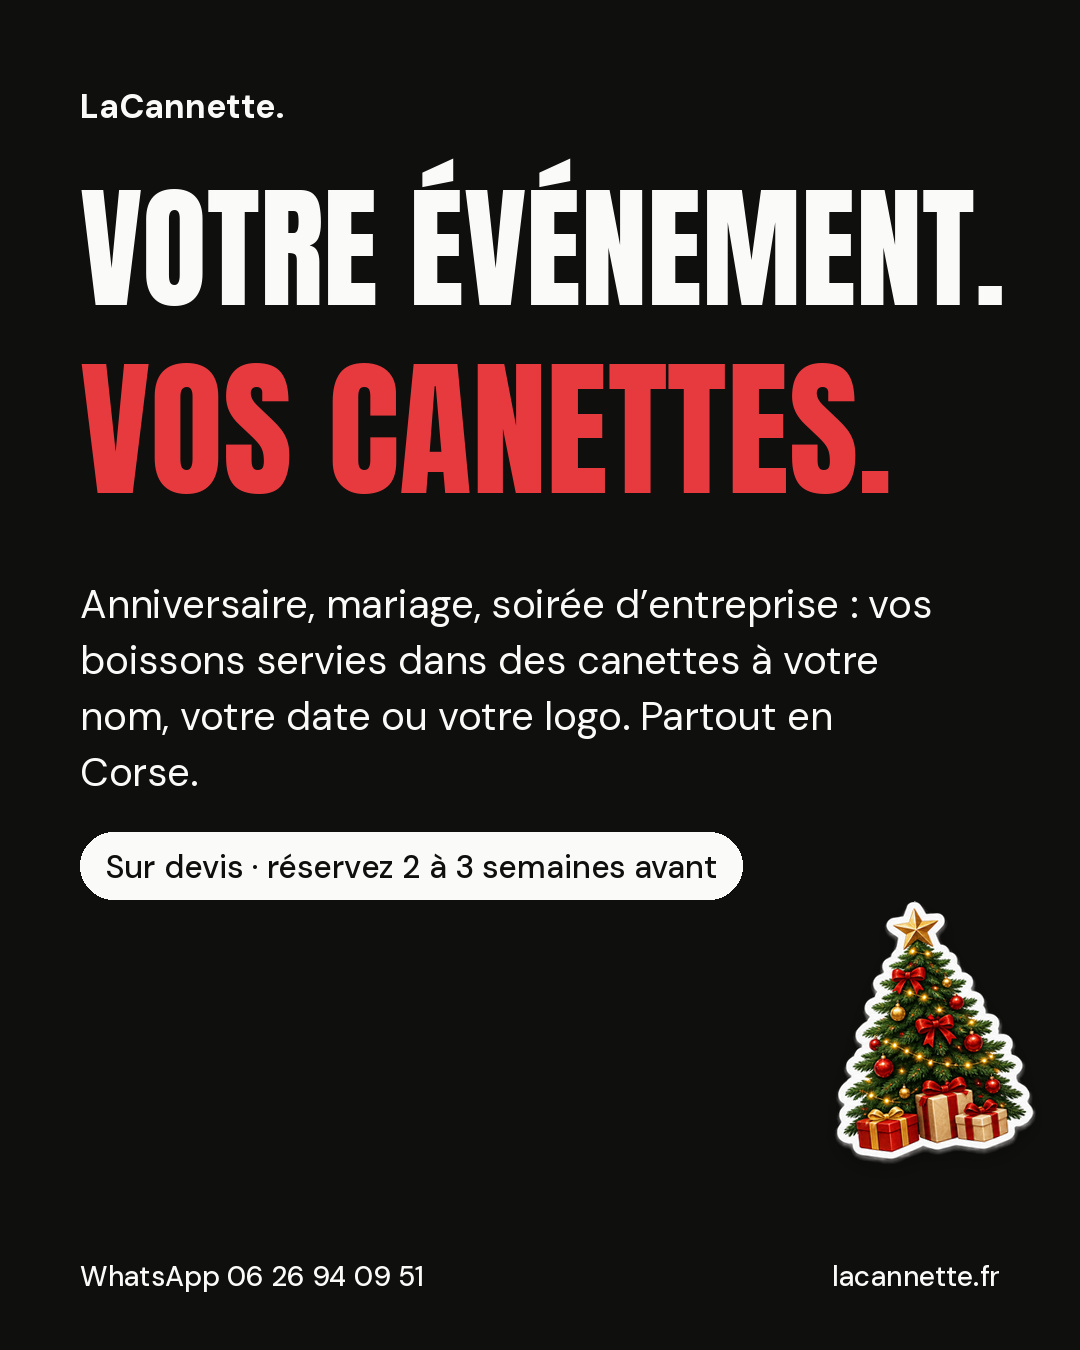 LaCannette.
VOTRE ÉVÉNEMENT.
VOS CANETTES.
Anniversaire, mariage, soirée d’entreprise : vos
boissons servies dans des canettes à votre
nom, votre date ou votre logo. Partout en
Corse.
Sur devis · réservez 2 à 3 semaines avant
WhatsApp 06 26 94 09 51
lacannette.fr